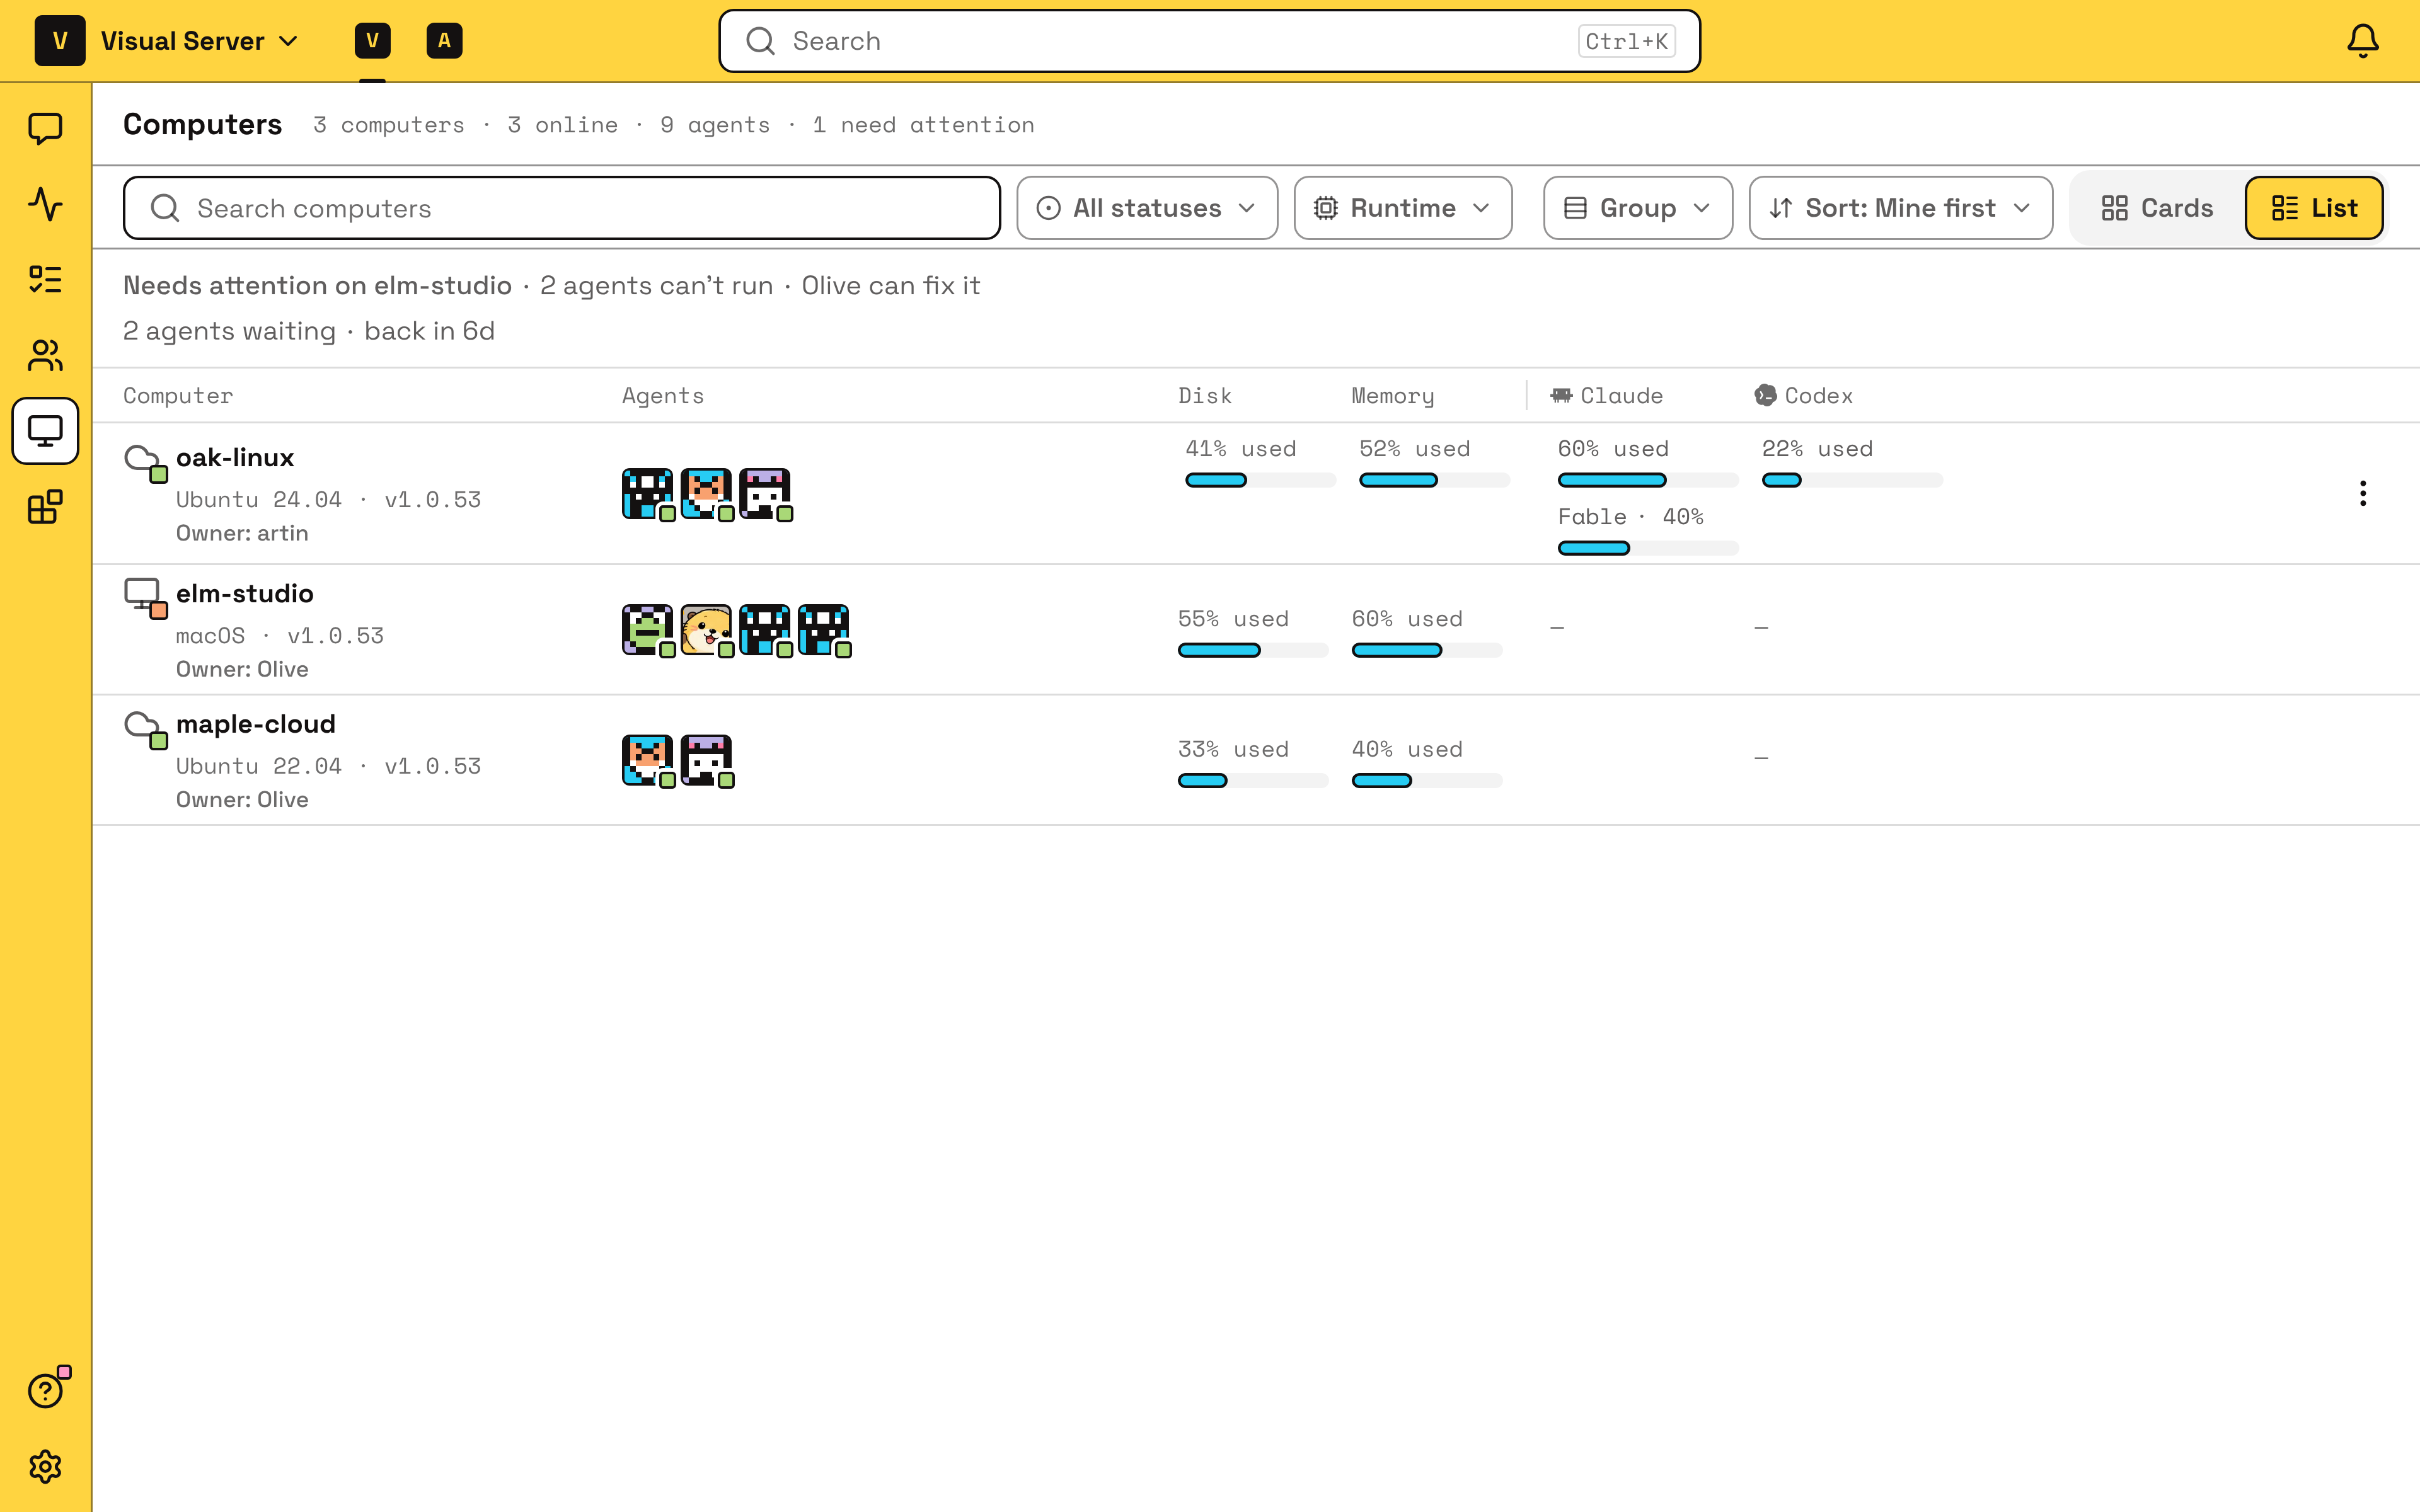 V Visual Server V A Search Ctrl+K
Computers 3 computers · 3 online · 9 agents · 1 need attention
Search computers All statuses Runtime Group Sort: Mine first Cards List
Needs attention on elm-studio · 2 agents can’t run · Olive can fix it
2 agents waiting · back in 6d
Computer Agents Disk Memory Claude Codex
oak-linux
Ubuntu 24.04 · v1.0.53
Owner: artin
41% used 52% used 60% used 22% used
Fable · 40%
elm-studio
macOS · v1.0.53
Owner: Olive
55% used 60% used – –
maple-cloud
Ubuntu 22.04 · v1.0.53
Owner: Olive
33% used 40% used –